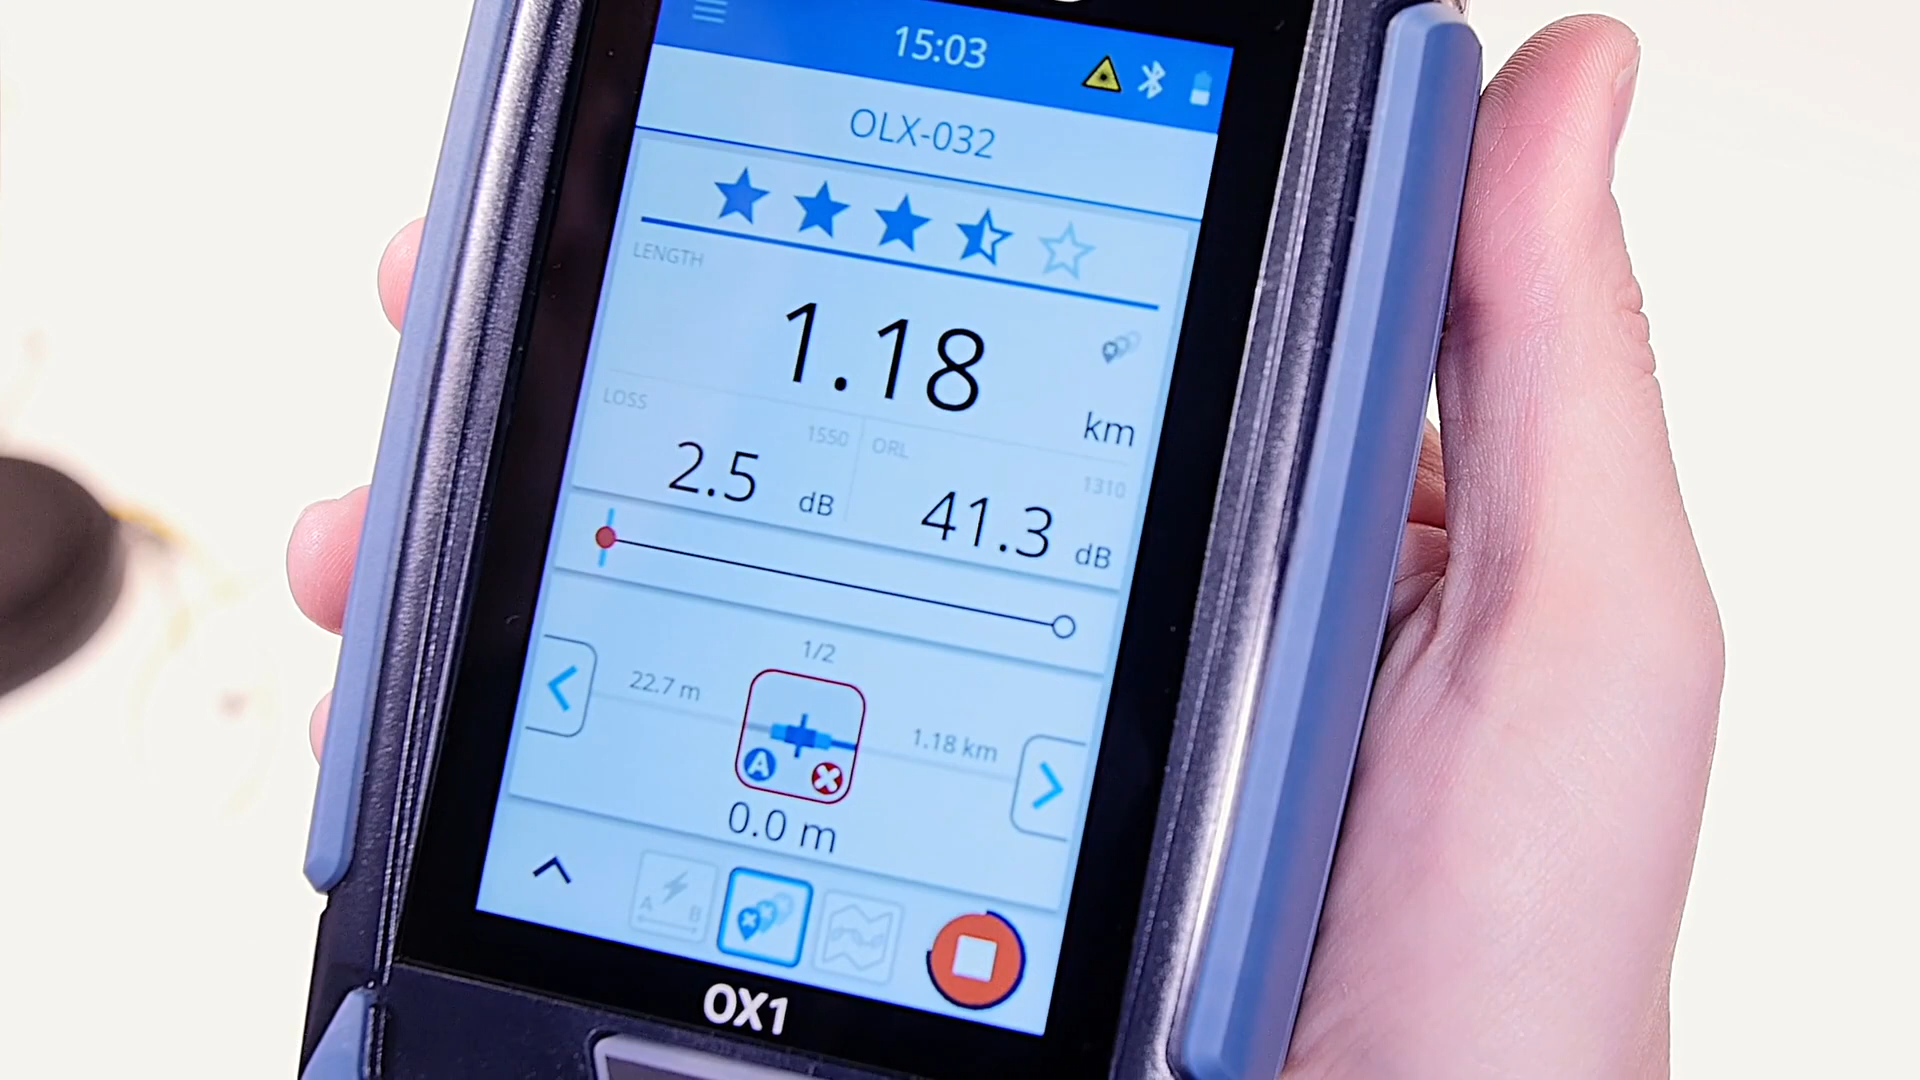 15:03
OLX-032
LENGTH
1.18
km
LOSS
1550
2.5
dB
ORL
1310
41.3
dB
1/2
22.7 m
1.18 km
A
0.0 m
A
B
OX1